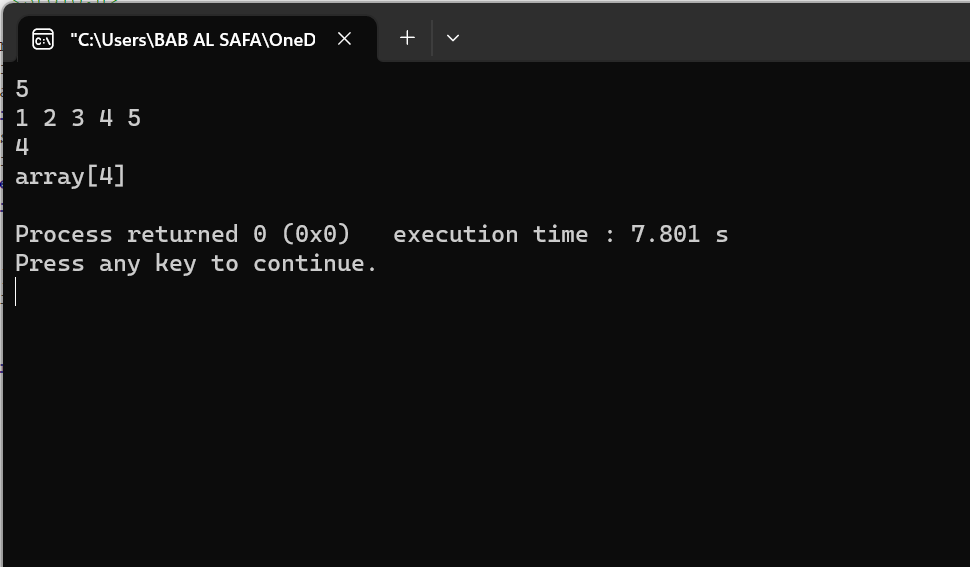 "C:\Users\BAB AL SAFA\OneD
5
1 2 3 4 5
4
array[4]
Process returned 0 (0x0)   execution time : 7.801 s
Press any key to continue.